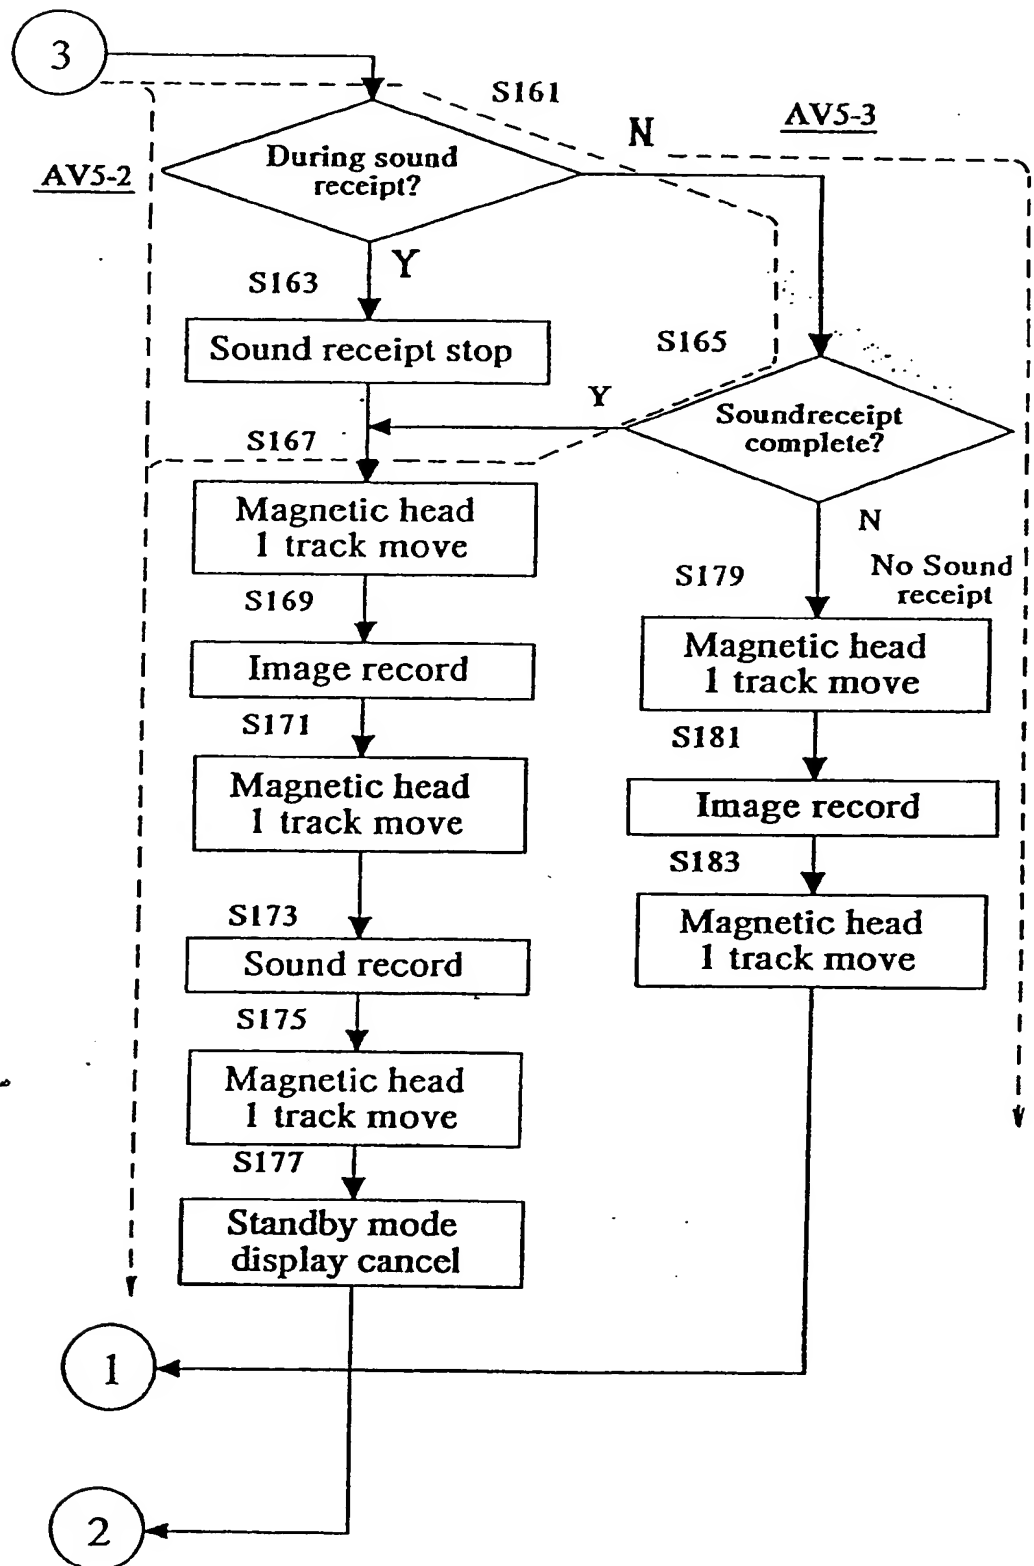 3
S161
AV5-3
N
During sound
receipt?
AV5-2
Y
S163
Sound receipt stop
S165
Y
Soundreceipt
complete?
S167
N
Magnetic head
1 track move
No Sound
receipt
S179
S169
Magnetic head
1 track move
Image record
S171
S181
Magnetic head
1 track move
Image record
S183
S173
Magnetic head
1 track move
Sound record
S175
Magnetic head
1 track move
S177
Standby mode
display cancel
1
2